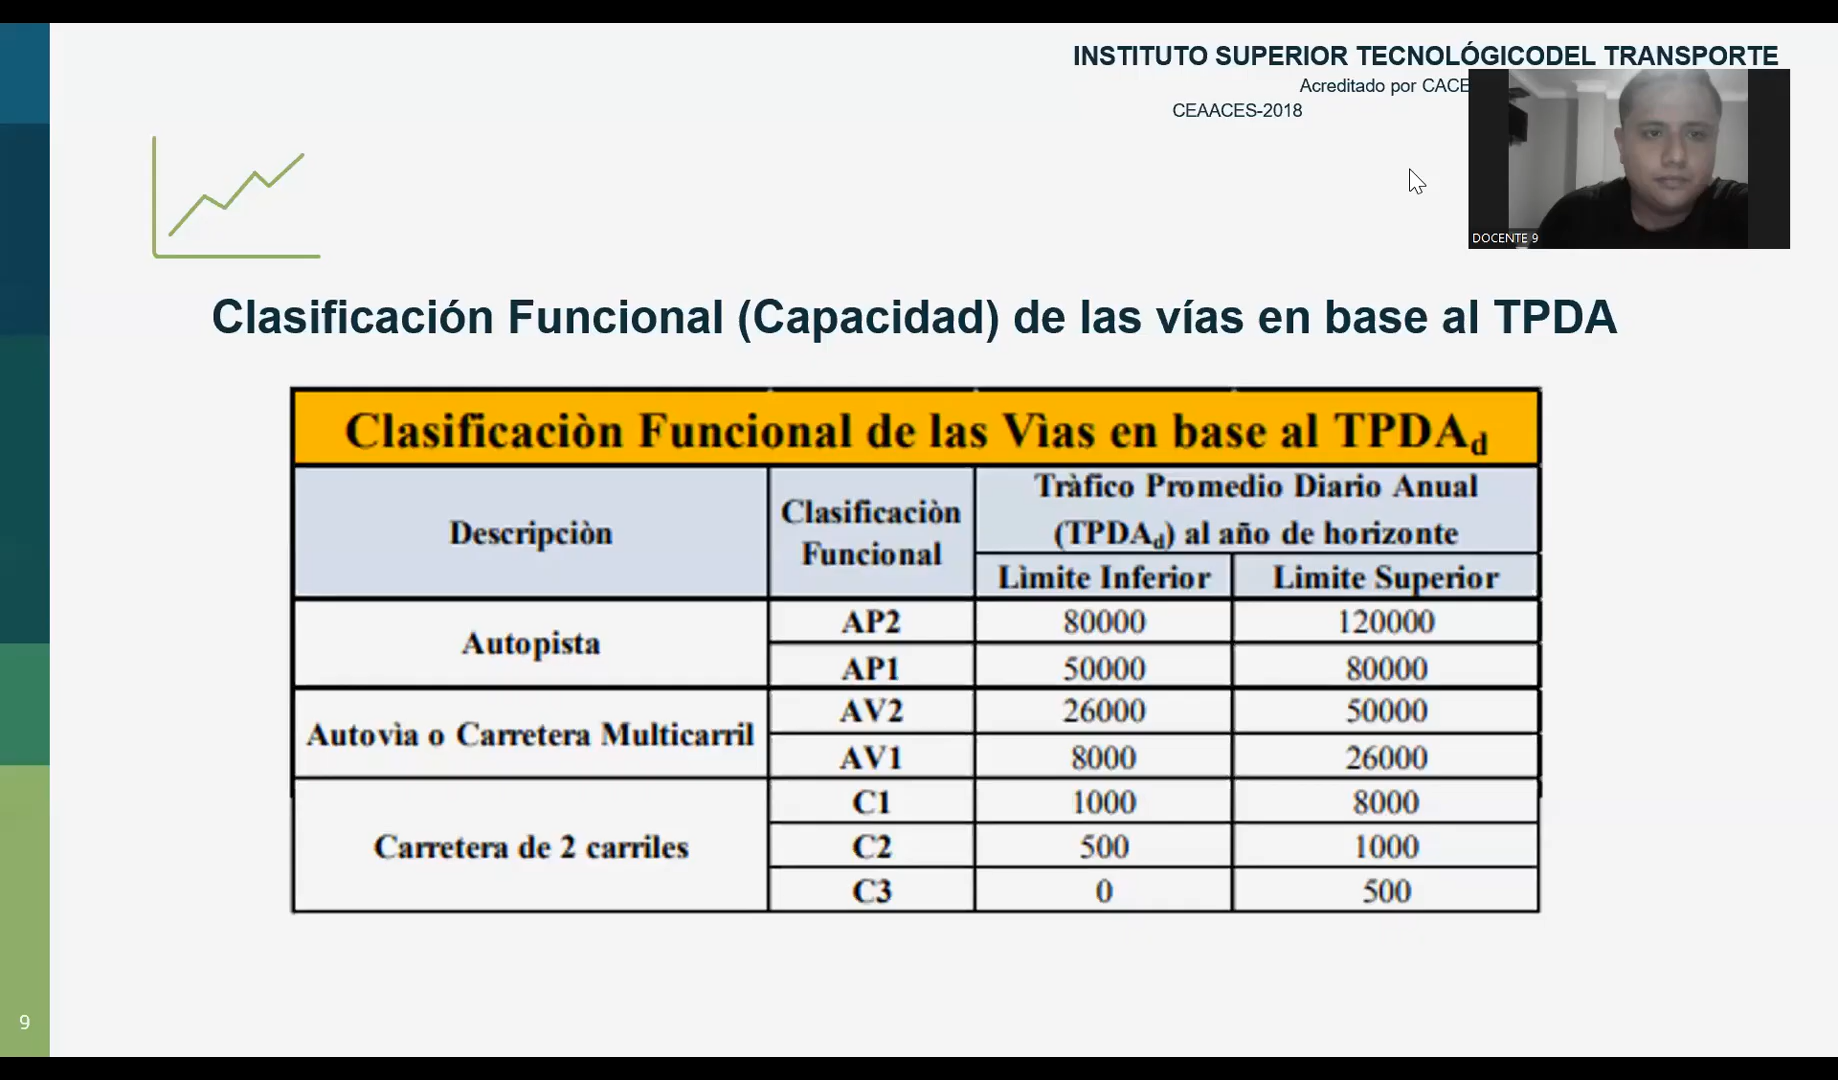 INSTITUTO SUPERIOR TECNOLÓGICODEL TRANSPORTE
Acreditado por
CEAACES-2018
DOCENTE 9
Clasificación Funcional (Capacidad) de las vías en base al TPDA
Clasificaciòn Funcional de las Vìas en base al TPDAd
Descripciòn
Clasificaciòn
Funcional
Tràfico Promedio Diario Anual
(TPDAd) al año de horizonte
Lìmite Inferior
Limite Superior
Autopista
AP2 80000 120000
AP1 50000 80000
Autovìa o Carretera Multicarril
AV2 26000 50000
AV1 8000 26000
Carretera de 2 carriles
C1 1000 8000
C2 500 1000
C3 0 500
9